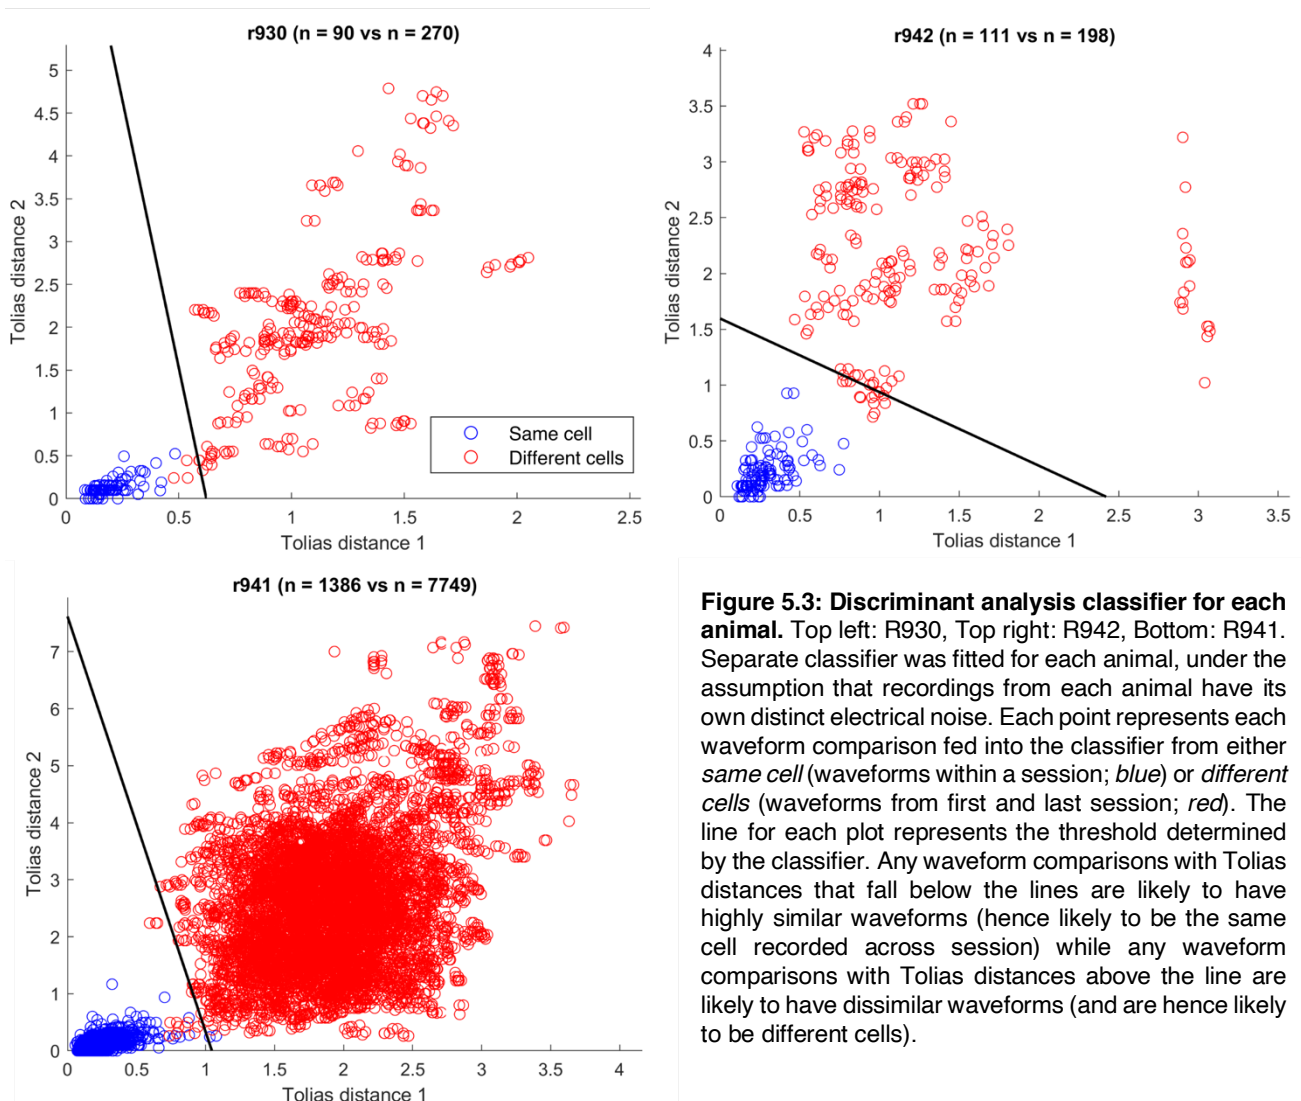 r930 (n = 90 vs n = 270)
5
4.5
4
3.5
3
2.5
2
1.5
1
0.5
0
Tolias distance 2
0
0.5
1
1.5
2
2.5
Tolias distance 1
Same cell
Different cells
r942 (n = 111 vs n = 198)
4
3.5
3
2.5
2
1.5
1
0.5
0
Tolias distance 2
0
0.5
1
1.5
2
2.5
3
3.5
Tolias distance 1
r941 (n = 1386 vs n = 7749)
7
6
5
4
3
2
1
0
Tolias distance 2
0
0.5
1
1.5
2
2.5
3
3.5
4
Tolias distance 1
Figure 5.3: Discriminant analysis classifier for each
animal. Top left: R930, Top right: R942, Bottom: R941.
Separate classifier was fitted for each animal, under the
assumption that recordings from each animal have its
own distinct electrical noise. Each point represents each
waveform comparison fed into the classifier from either
same cell (waveforms within a session; blue) or different
cells (waveforms from first and last session; red). The
line for each plot represents the threshold determined
by the classifier. Any waveform comparisons with Tolias
distances that fall below the lines are likely to have
highly similar waveforms (hence likely to be the same
cell recorded across session) while any waveform
comparisons with Tolias distances above the line are
likely to have dissimilar waveforms (and are hence likely
to be different cells).